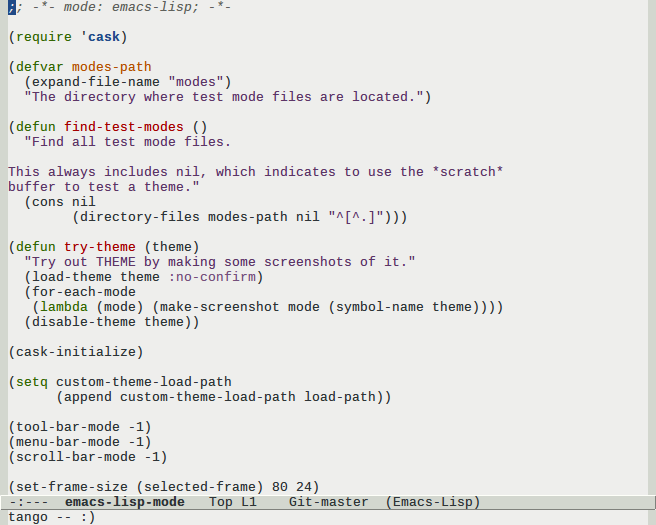 ;; -*- mode: emacs-lisp; -*-

(require 'cask)

(defvar modes-path
  (expand-file-name "modes")
  "The directory where test mode files are located.")

(defun find-test-modes ()
  "Find all test mode files.

This always includes nil, which indicates to use the *scratch*
buffer to test a theme."
  (cons nil
        (directory-files modes-path nil "^[^.]")))

(defun try-theme (theme)
  "Try out THEME by making some screenshots of it."
  (load-theme theme :no-confirm)
  (for-each-mode
   (lambda (mode) (make-screenshot mode (symbol-name theme))))
  (disable-theme theme))

(cask-initialize)

(setq custom-theme-load-path
      (append custom-theme-load-path load-path))

(tool-bar-mode -1)
(menu-bar-mode -1)
(scroll-bar-mode -1)

(set-frame-size (selected-frame) 80 24)
-:---  emacs-lisp-mode   Top L1    Git-master  (Emacs-Lisp)
tango -- :)